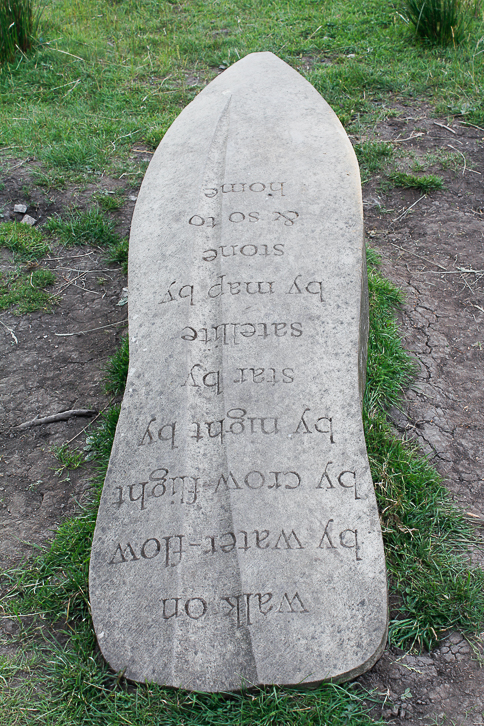 walk on
by water-flow
by crow flight
by night by
star by
satellite
by map by
stone
& so to
home